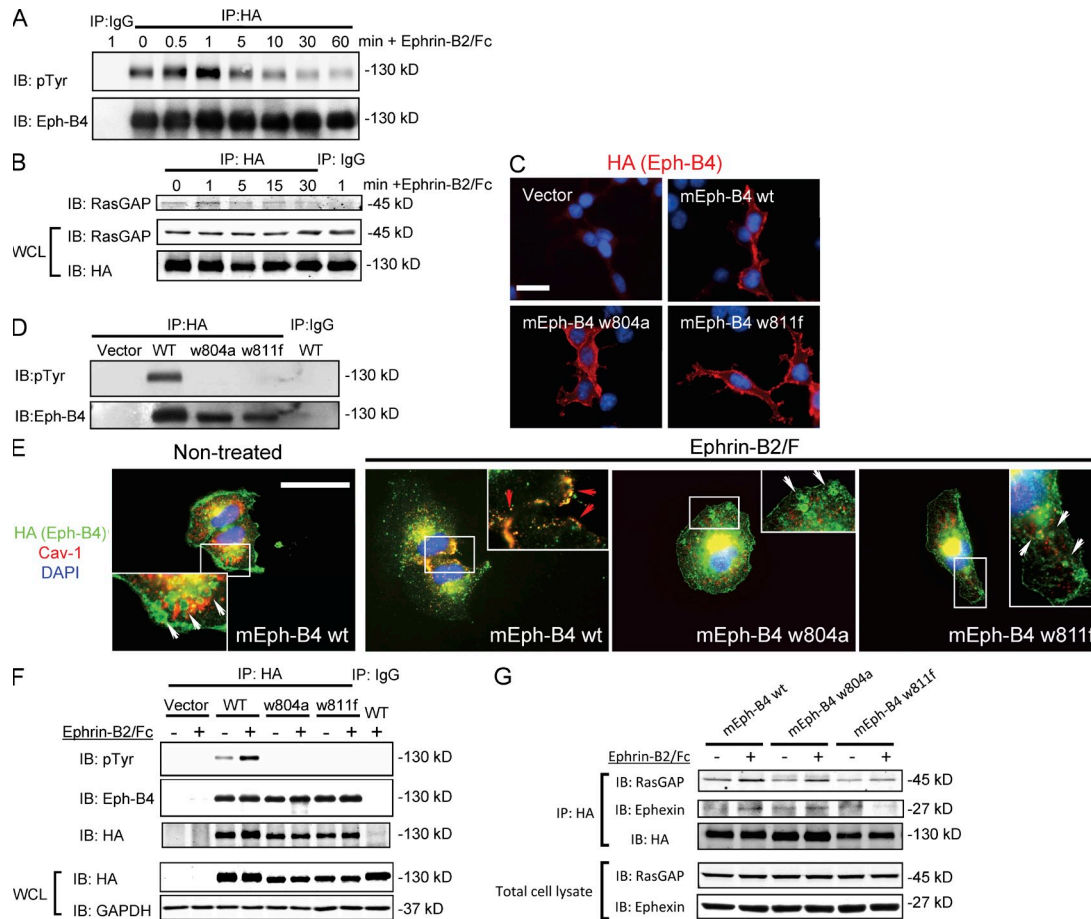 A
IP:IgG IP:HA
1 0 0.5 1 5 10 30 60 min + Ephrin-B2/Fc
IB: pTyr -130 kD
IB: Eph-B4 -130 kD
B
IP: HA IP: IgG
0 1 5 15 30 1 min +Ephrin-B2/Fc
IB: RasGAP -45 kD
WCL IB: RasGAP -45 kD
IB: HA -130 kD
C
HA (Eph-B4)
Vector mEph-B4 wt
mEph-B4 w804a mEph-B4 w811f
D
IP:HA IP:IgG
Vector WT w804a w811f WT
IB:pTyr -130 kD
IB:Eph-B4 -130 kD
E
Non-treated Ephrin-B2/F
HA (Eph-B4)
Cav-1
DAPI
mEph-B4 wt mEph-B4 wt mEph-B4 w804a mEph-B4 w811f
F
IP: HA IP: IgG
Vector WT w804a w811f WT
Ephrin-B2/Fc - + - + - + - + +
IB: pTyr -130 kD
IB: Eph-B4 -130 kD
IB: HA -130 kD
WCL IB: HA -130 kD
IB: GAPDH -37 kD
G
mEph-B4 wt mEph-B4 w804a mEph-B4 w811f
Ephrin-B2/Fc - + - + - +
IP: HA IB: RasGAP -45 kD
IB: Ephexin -27 kD
IB: HA -130 kD
Total cell lysate IB: RasGAP -45 kD
IB: Ephexin -27 kD